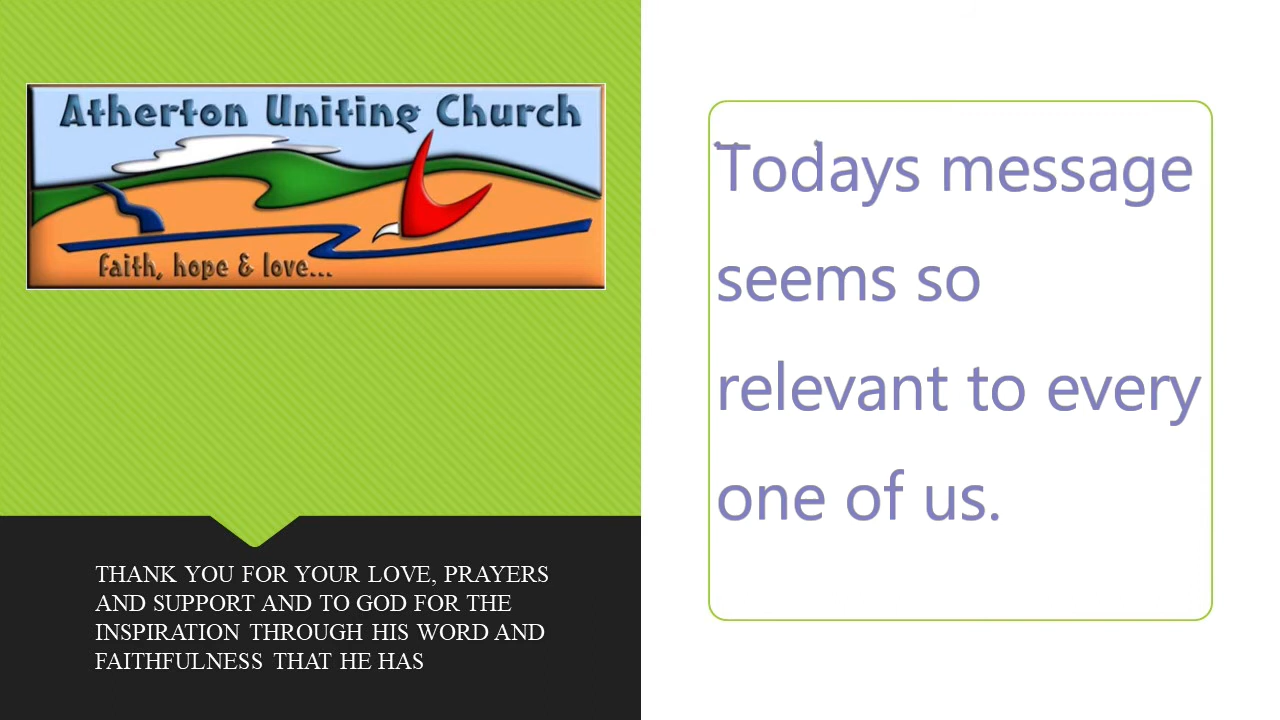 Atherton Uniting Church
faith, hope & love...
THANK YOU FOR YOUR LOVE, PRAYERS
AND SUPPORT AND TO GOD FOR THE
INSPIRATION THROUGH HIS WORD AND
FAITHFULNESS THAT HE HAS
Todays message
seems so
relevant to every
one of us.